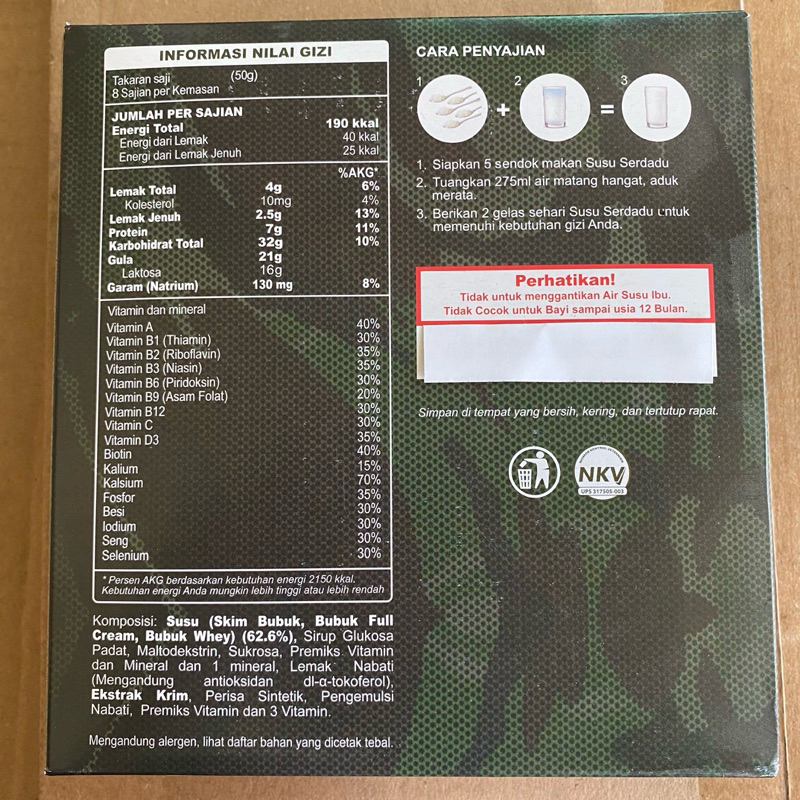 INFORMASI NILAI GIZI
Takaran saji (50g)
8 Sajian per Kemasan
JUMLAH PER SAJIAN
Energi Total 190 kkal
Energi dari Lemak 40 kkal
Energi dari Lemak Jenuh 25 kkal
%AKG*
Lemak Total 4g 6%
Kolesterol 10mg 4%
Lemak Jenuh 2.5g 13%
Protein 7g 11%
Karbohidrat Total 32g 10%
Gula 21g
Laktosa 16g
Garam (Natrium) 130 mg 8%
Vitamin dan mineral
Vitamin A 40%
Vitamin B1 (Thiamin) 30%
Vitamin B2 (Riboflavin) 35%
Vitamin B3 (Niasin) 35%
Vitamin B6 (Piridoksin) 30%
Vitamin B9 (Asam Folat) 20%
Vitamin B12 30%
Vitamin C 30%
Vitamin D3 35%
Biotin 40%
Kalium 15%
Kalsium 70%
Fosfor 35%
Besi 30%
Iodium 30%
Seng 30%
Selenium 30%
* Persen AKG berdasarkan kebutuhan energi 2150 kkal.
Kebutuhan energi Anda mungkin lebih tinggi atau lebih rendah
Komposisi: Susu (Skim Bubuk, Bubuk Full
Cream, Bubuk Whey) (62.6%), Sirup Glukosa
Padat, Maltodekstrin, Sukrosa, Premiks Vitamin
dan Mineral dan 1 mineral, Lemak Nabati
(Mengandung antioksidan dl-α-tokoferol),
Ekstrak Krim, Perisa Sintetik, Pengemulsi
Nabati, Premiks Vitamin dan 3 Vitamin.
Mengandung alergen, lihat daftar bahan yang dicetak tebal.
CARA PENYAJIAN
1 + 2 = 3
1. Siapkan 5 sendok makan Susu Serdadu
2. Tuangkan 275ml air matang hangat, aduk
merata.
3. Berikan 2 gelas sehari Susu Serdadu untuk
memenuhi kebutuhan gizi Anda.
Perhatikan!
Tidak untuk menggantikan Air Susu Ibu.
Tidak Cocok untuk Bayi sampai usia 12 Bulan.
Simpan di tempat yang bersih, kering, dan tertutup rapat.
NKV
UPS 317505-003